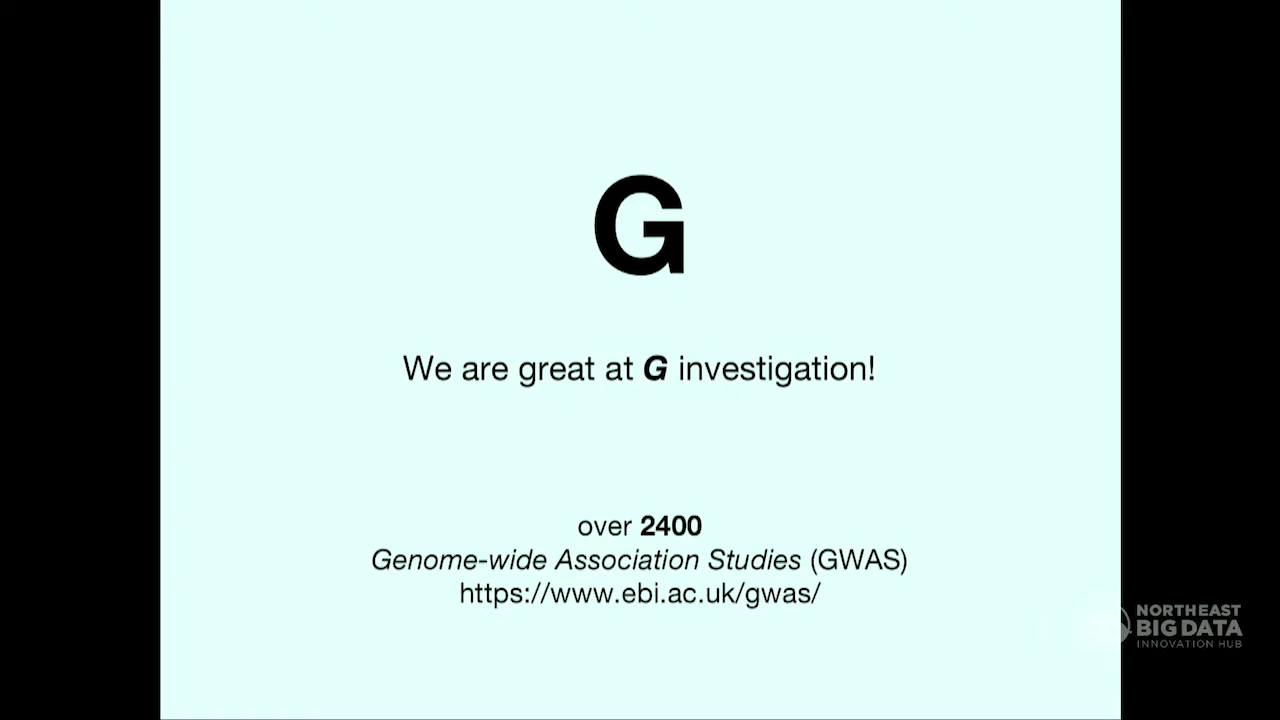 G
We are great at G investigation!
over 2400
Genome-wide Association Studies (GWAS)
https://www.ebi.ac.uk/gwas/
NORTHEAST
BIG DATA
INNOVATION HUB